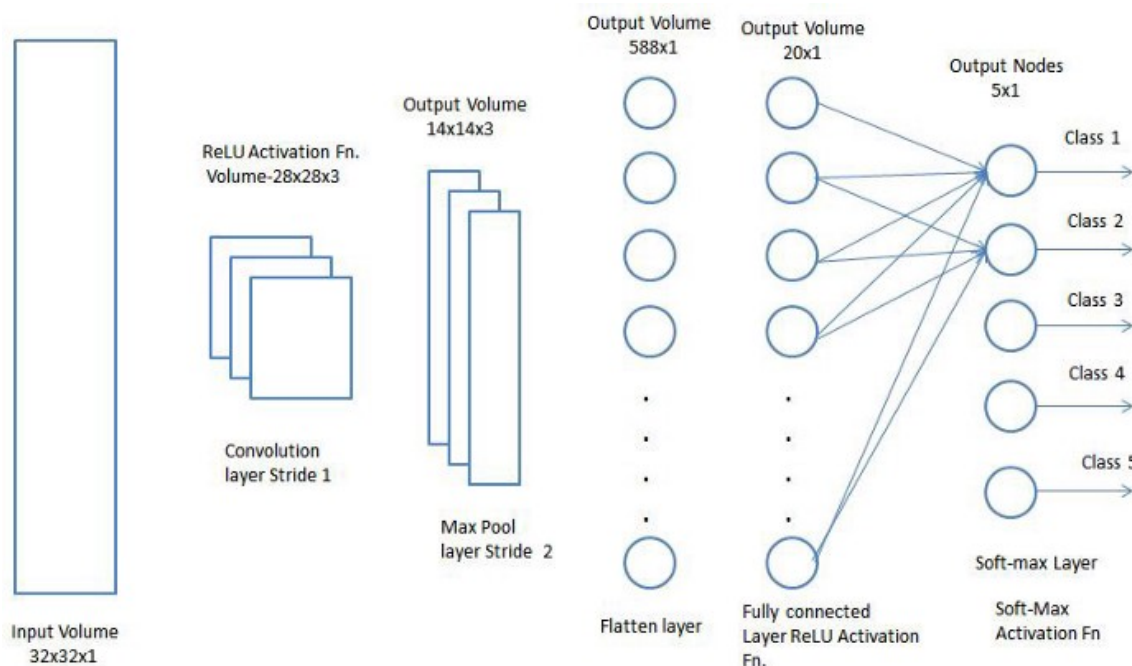 Input Volume
32x32x1
ReLU Activation Fn.
Volume-28x28x3
Convolution
layer Stride 1
Output Volume
14x14x3
Max Pool
layer Stride 2
Output Volume
588x1
Flatten layer
Output Volume
20x1
Fully connected
Layer ReLU Activation
Fn.
Output Nodes
5x1
Class 1
Class 2
Class 3
Class 4
Class 5
Soft-max Layer
Soft-Max
Activation Fn